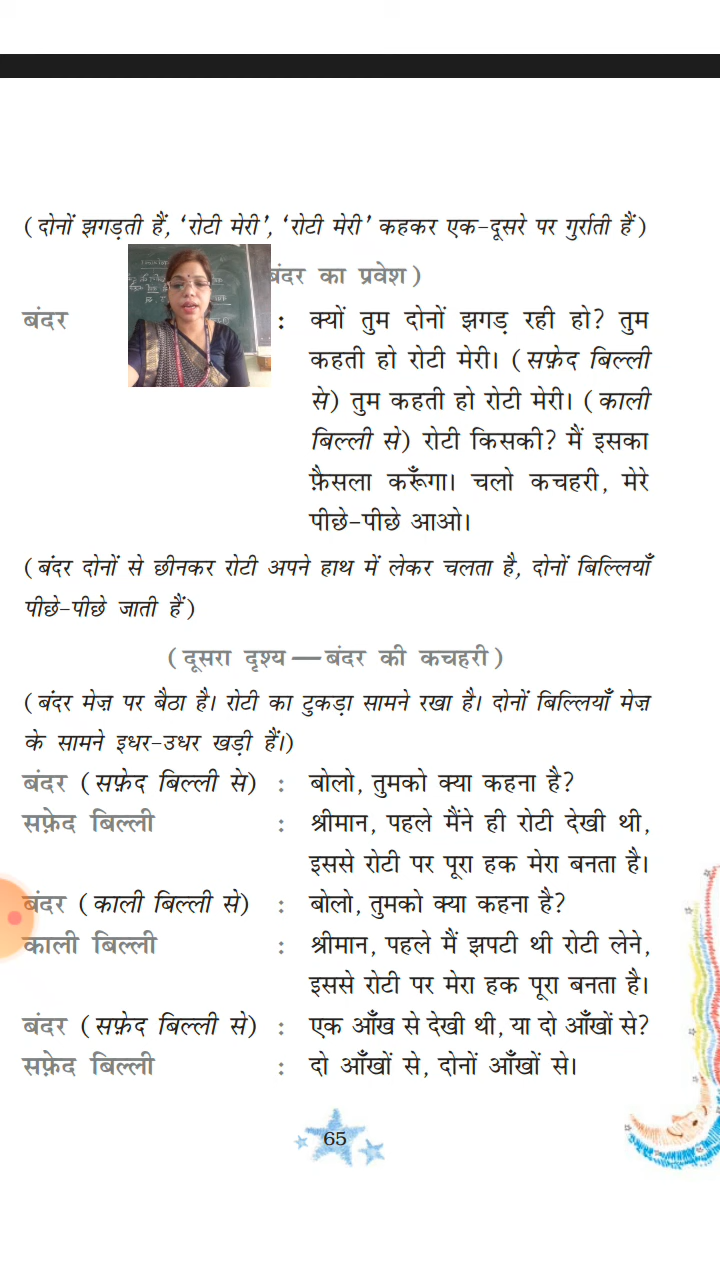 (दोनों झगड़ती हैं, ‘रोटी मेरी’, ‘रोटी मेरी’ कहकर एक-दूसरे पर गुर्राती हैं)
बंदर का प्रवेश)
बंदर : क्यों तुम दोनों झगड़ रही हो? तुम
कहती हो रोटी मेरी। (सफ़ेद बिल्ली
से) तुम कहती हो रोटी मेरी। (काली
बिल्ली से) रोटी किसकी? मैं इसका
फ़ैसला करूँगा। चलो कचहरी, मेरे
पीछे-पीछे आओ।
(बंदर दोनों से छीनकर रोटी अपने हाथ में लेकर चलता है, दोनों बिल्लियाँ
पीछे-पीछे जाती हैं)
(दूसरा दृश्य—बंदर की कचहरी)
(बंदर मेज़ पर बैठा है। रोटी का टुकड़ा सामने रखा है। दोनों बिल्लियाँ मेज़
के सामने इधर-उधर खड़ी हैं।)
बंदर (सफ़ेद बिल्ली से) : बोलो, तुमको क्या कहना है?
सफ़ेद बिल्ली : श्रीमान, पहले मैंने ही रोटी देखी थी,
इससे रोटी पर पूरा हक मेरा बनता है।
बंदर (काली बिल्ली से) : बोलो, तुमको क्या कहना है?
काली बिल्ली : श्रीमान, पहले मैं झपटी थी रोटी लेने,
इससे रोटी पर मेरा हक पूरा बनता है।
बंदर (सफ़ेद बिल्ली से) : एक आँख से देखी थी, या दो आँखों से?
सफ़ेद बिल्ली : दो आँखों से, दोनों आँखों से।
65